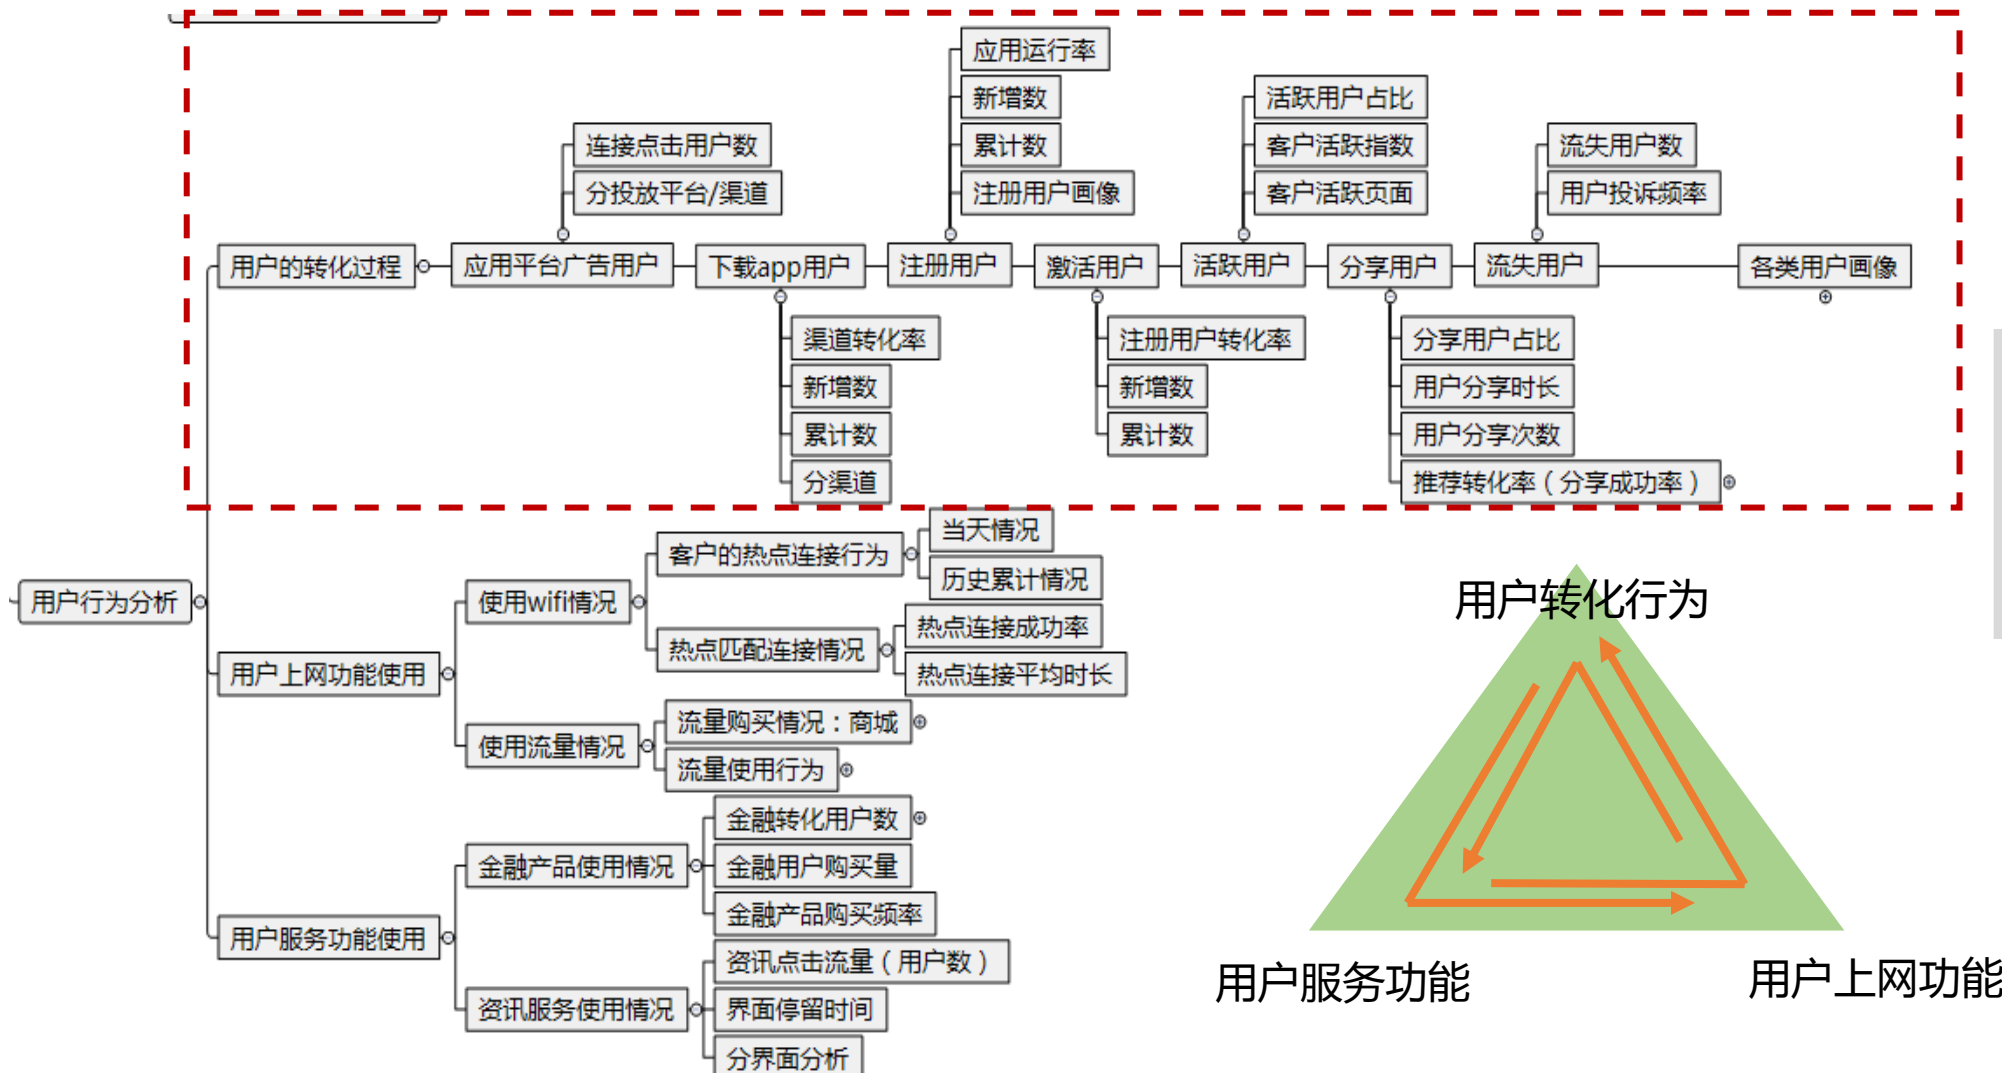 应用运行率
新增数
活跃用户占比
连接点击用户数
累计数
客户活跃指数
流失用户数
分投放平台/渠道
注册用户画像
客户活跃页面
用户投诉频率
用户的转化过程
应用平台广告用户
下载app用户
注册用户
激活用户
活跃用户
分享用户
流失用户
各类用户画像
渠道转化率
注册用户转化率
分享用户占比
新增数
新增数
用户分享时长
累计数
累计数
用户分享次数
分渠道
推荐转化率（分享成功率）
用户行为分析
用户上网功能使用
使用wifi情况
客户的热点连接行为
当天情况
历史累计情况
热点匹配连接情况
热点连接成功率
热点连接平均时长
使用流量情况
流量购买情况：商城
流量使用行为
用户服务功能使用
金融产品使用情况
金融转化用户数
金融用户购买量
金融产品购买频率
资讯服务使用情况
资讯点击流量（用户数）
界面停留时间
分界面分析
用户转化行为
用户服务功能
用户上网功能